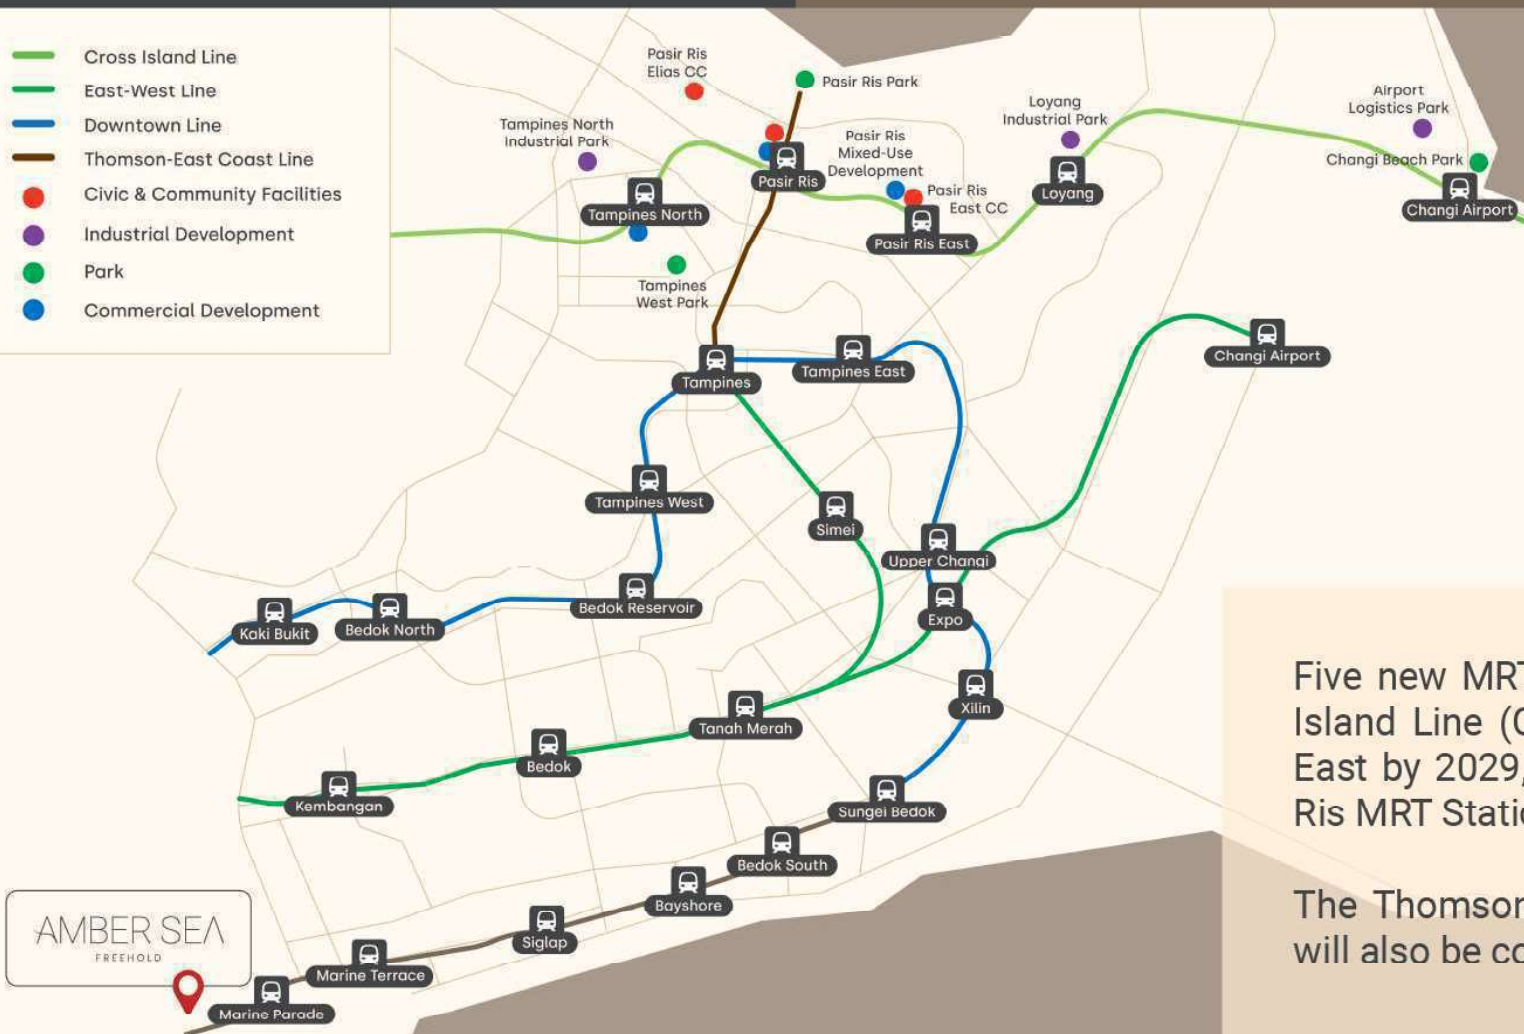 Cross Island Line
East-West Line
Downtown Line
Thomson-East Coast Line
Civic & Community Facilities
Industrial Development
Park
Commercial Development
Pasir Ris
Elias CC
Pasir Ris Park
Tampines North
Industrial Park
Pasir Ris
Mixed-Use
Development
Loyang
Industrial Park
Airport
Logistics Park
Changi Beach Park
Pasir Ris
Pasir Ris
East CC
Loyang
Changi Airport
Tampines North
Pasir Ris East
Tampines
West Park
Tampines
Tampines East
Changi Airport
Tampines West
Simei
Upper Changi
Bedok Reservoir
Expo
Kaki Bukit
Bedok North
Xilin
Tanah Merah
Bedok
Kembangan
Sungei Bedok
Bedok South
Bayshore
Siglap
Marine Terrace
Marine Parade
AMBER SEA
FREEHOLD
Five new MRT
Island Line (C
East by 2029,
Ris MRT Static
The Thomson
will also be co